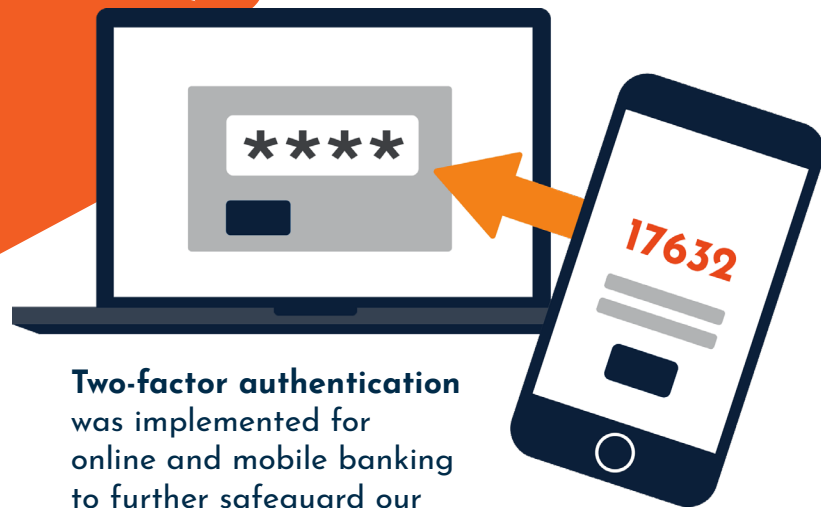 ****
17632
Two-factor authentication
was implemented for
online and mobile banking
to further safeguard our